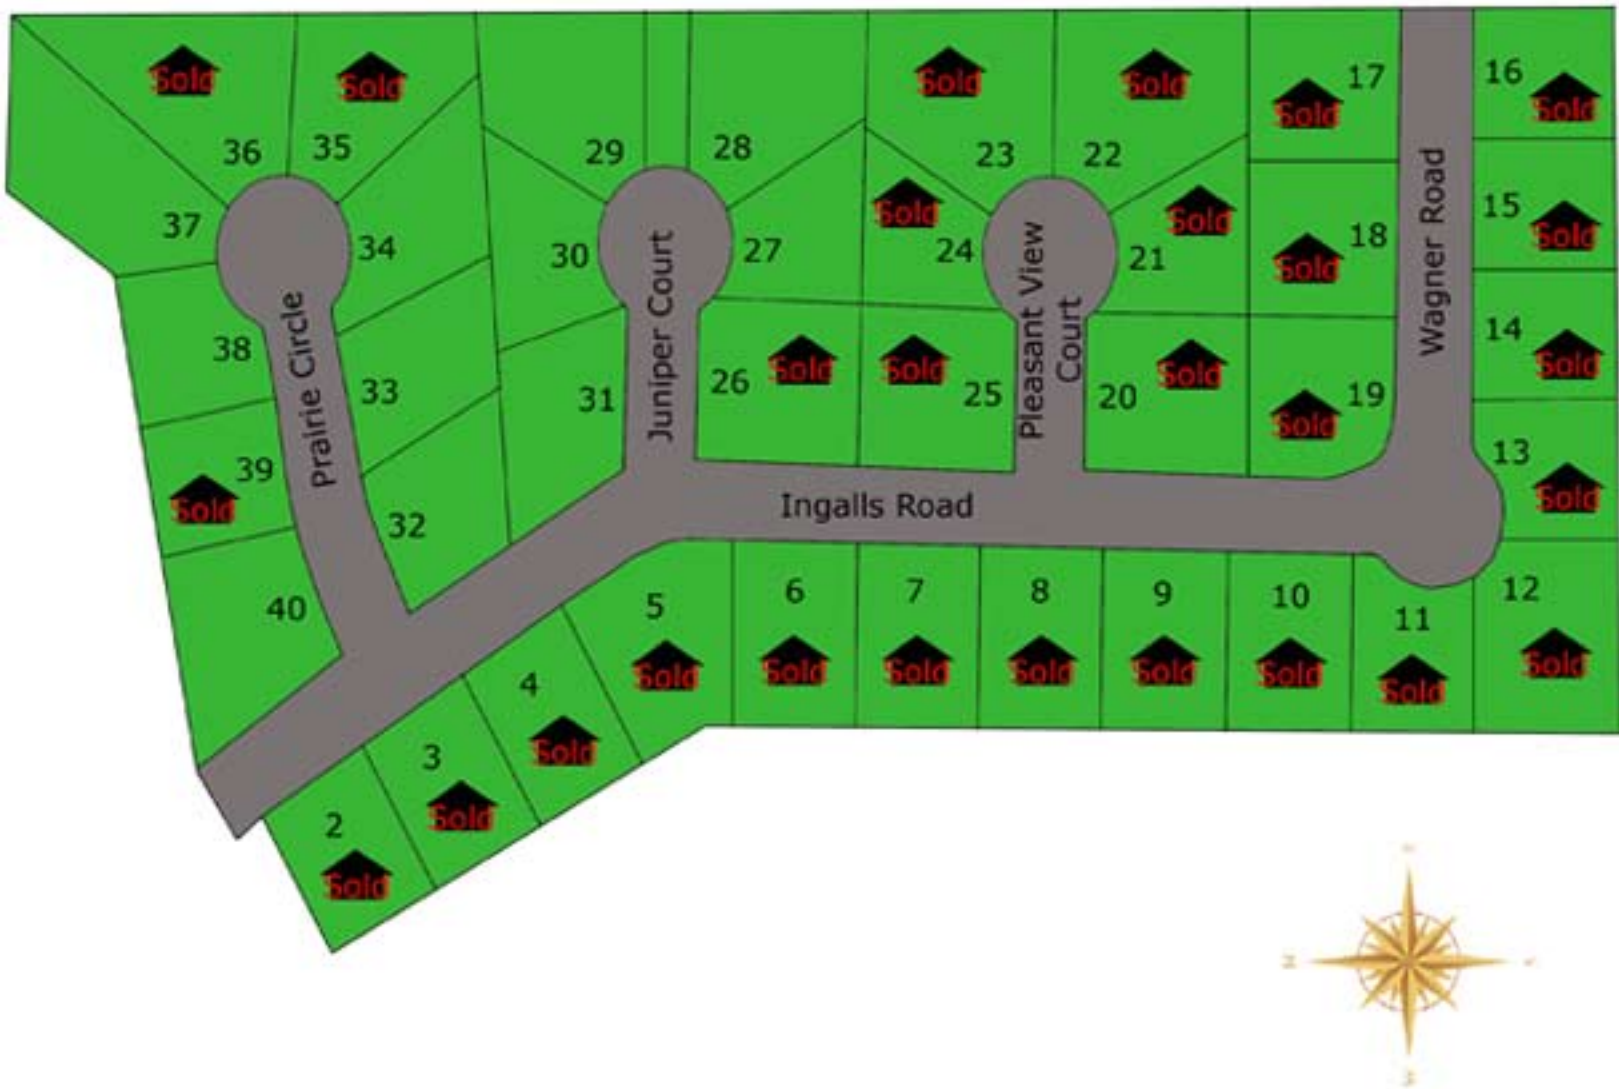 Sold
Sold
36
35
37
34
38
33
Sold
39
32
40
Prairie Circle
29
28
30
27
31
26
Sold
Juniper Court
Sold
Sold
23
22
Sold
24
21
Sold
Sold
25
20
Sold
Pleasant View
Court
17
Sold
18
Sold
19
Sold
Wagner Road
16
Sold
15
Sold
14
Sold
13
Sold
Ingalls Road
2
Sold
3
Sold
4
Sold
5
Sold
6
Sold
7
Sold
8
Sold
9
Sold
10
Sold
11
Sold
12
Sold